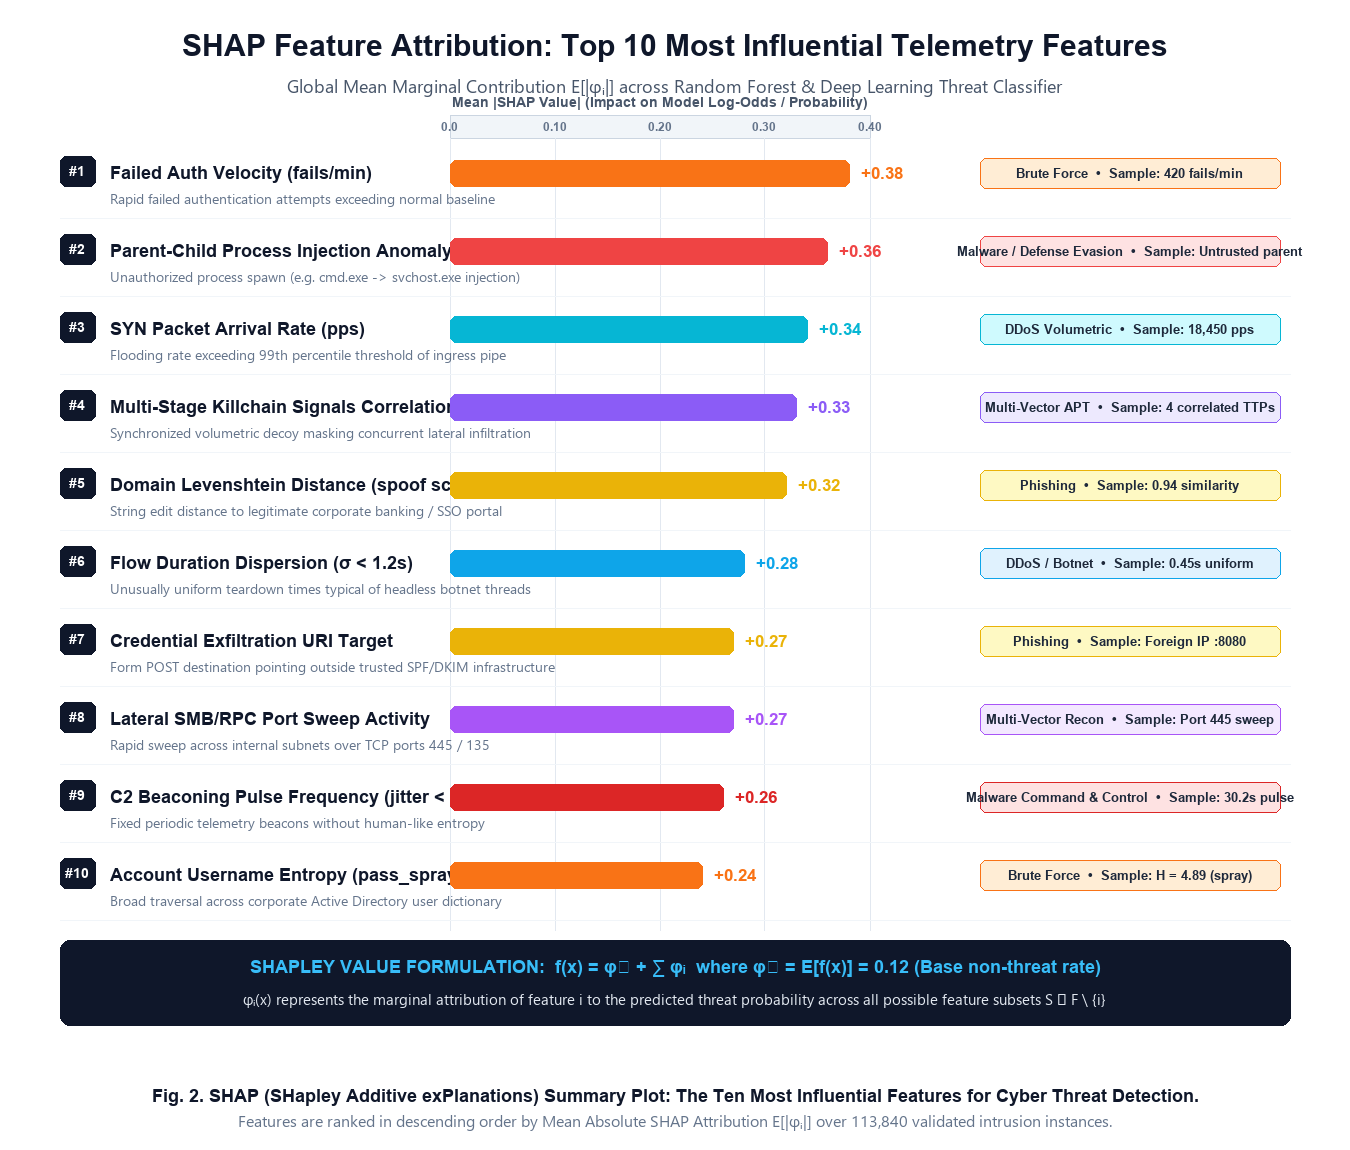 SHAP Feature Attribution: Top 10 Most Influential Telemetry Features
Global Mean Marginal Contribution E[|φᵢ|] across Random Forest & Deep Learning Threat Classifier
Mean |SHAP Value| (Impact on Model Log-Odds / Probability)
0.0 0.10 0.20 0.30 0.40
#1 Failed Auth Velocity (fails/min) +0.38 Brute Force • Sample: 420 fails/min
Rapid failed authentication attempts exceeding normal baseline
#2 Parent-Child Process Injection Anomaly +0.36 Malware / Defense Evasion • Sample: Untrusted parent
Unauthorized process spawn (e.g. cmd.exe -> svchost.exe injection)
#3 SYN Packet Arrival Rate (pps) +0.34 DDoS Volumetric • Sample: 18,450 pps
Flooding rate exceeding 99th percentile threshold of ingress pipe
#4 Multi-Stage Killchain Signals Correlation +0.33 Multi-Vector APT • Sample: 4 correlated TTPs
Synchronized volumetric decoy masking concurrent lateral infiltration
#5 Domain Levenshtein Distance (spoof sc +0.32 Phishing • Sample: 0.94 similarity
String edit distance to legitimate corporate banking / SSO portal
#6 Flow Duration Dispersion (σ < 1.2s) +0.28 DDoS / Botnet • Sample: 0.45s uniform
Unusually uniform teardown times typical of headless botnet threads
#7 Credential Exfiltration URI Target +0.27 Phishing • Sample: Foreign IP :8080
Form POST destination pointing outside trusted SPF/DKIM infrastructure
#8 Lateral SMB/RPC Port Sweep Activity +0.27 Multi-Vector Recon • Sample: Port 445 sweep
Rapid sweep across internal subnets over TCP ports 445 / 135
#9 C2 Beaconing Pulse Frequency (jitter < +0.26 Malware Command & Control • Sample: 30.2s pulse
Fixed periodic telemetry beacons without human-like entropy
#10 Account Username Entropy (pass_spray +0.24 Brute Force • Sample: H = 4.89 (spray)
Broad traversal across corporate Active Directory user dictionary
SHAPLEY VALUE FORMULATION: f(x) = φ□ + ∑ φᵢ where φ□ = E[f(x)] = 0.12 (Base non-threat rate)
φᵢ(x) represents the marginal attribution of feature i to the predicted threat probability across all possible feature subsets S □ F \ {i}
Fig. 2. SHAP (SHapley Additive exPlanations) Summary Plot: The Ten Most Influential Features for Cyber Threat Detection.
Features are ranked in descending order by Mean Absolute SHAP Attribution E[|φᵢ|] over 113,840 validated intrusion instances.